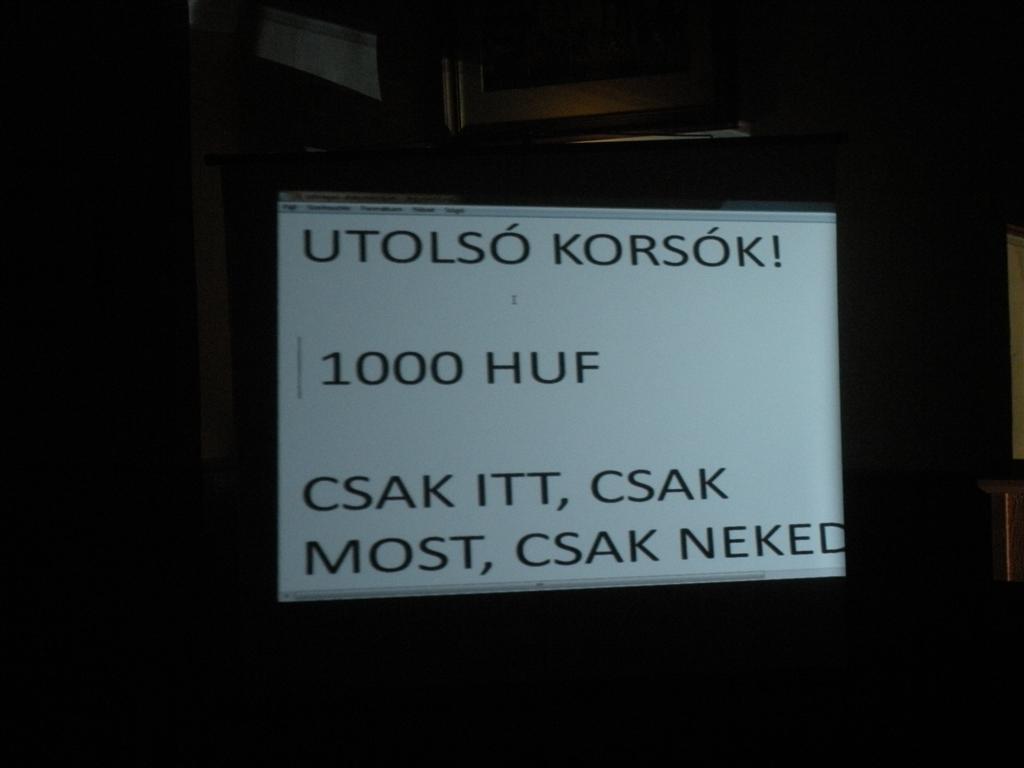 UTOLSÓ KORSÓK!
1000 HUF
CSAK ITT, CSAK
MOST, CSAK NEKED